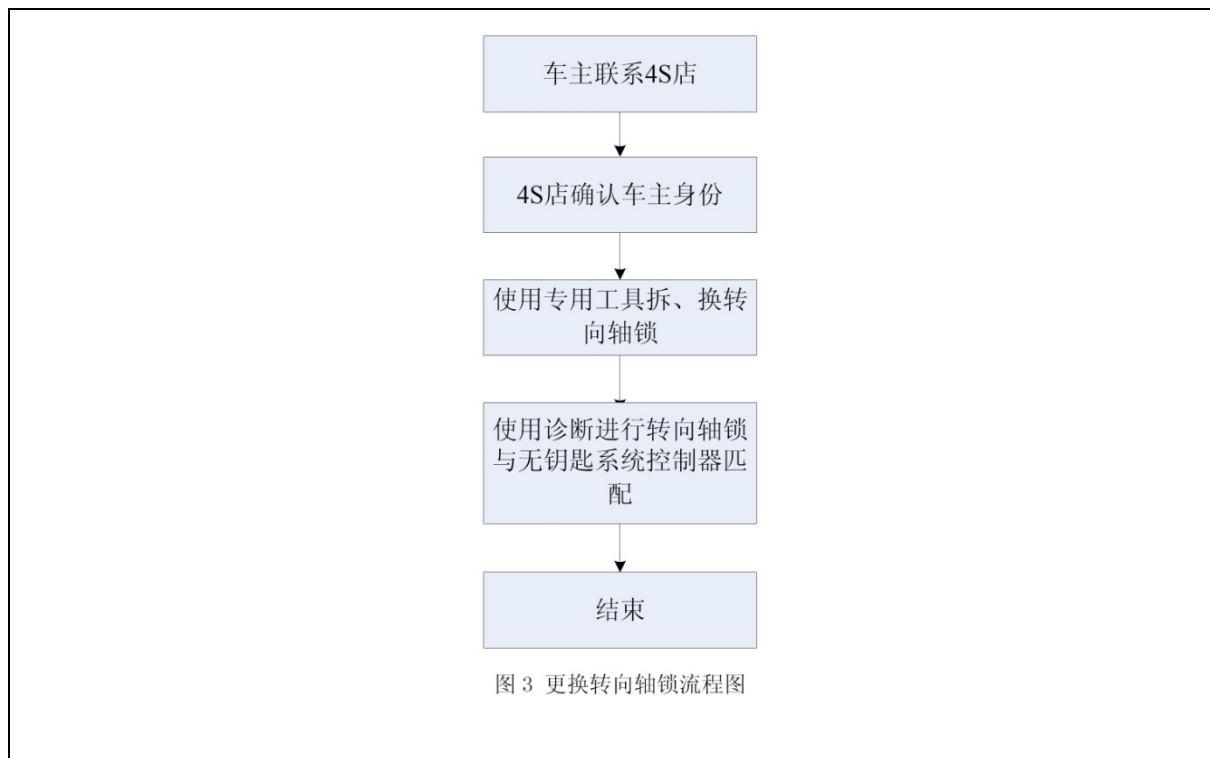 车主联系4S店
4S店确认车主身份
使用专用工具拆、换转
向轴锁
使用诊断进行转向轴锁
与无钥匙系统控制器匹
配
结束
图 3 更换转向轴锁流程图